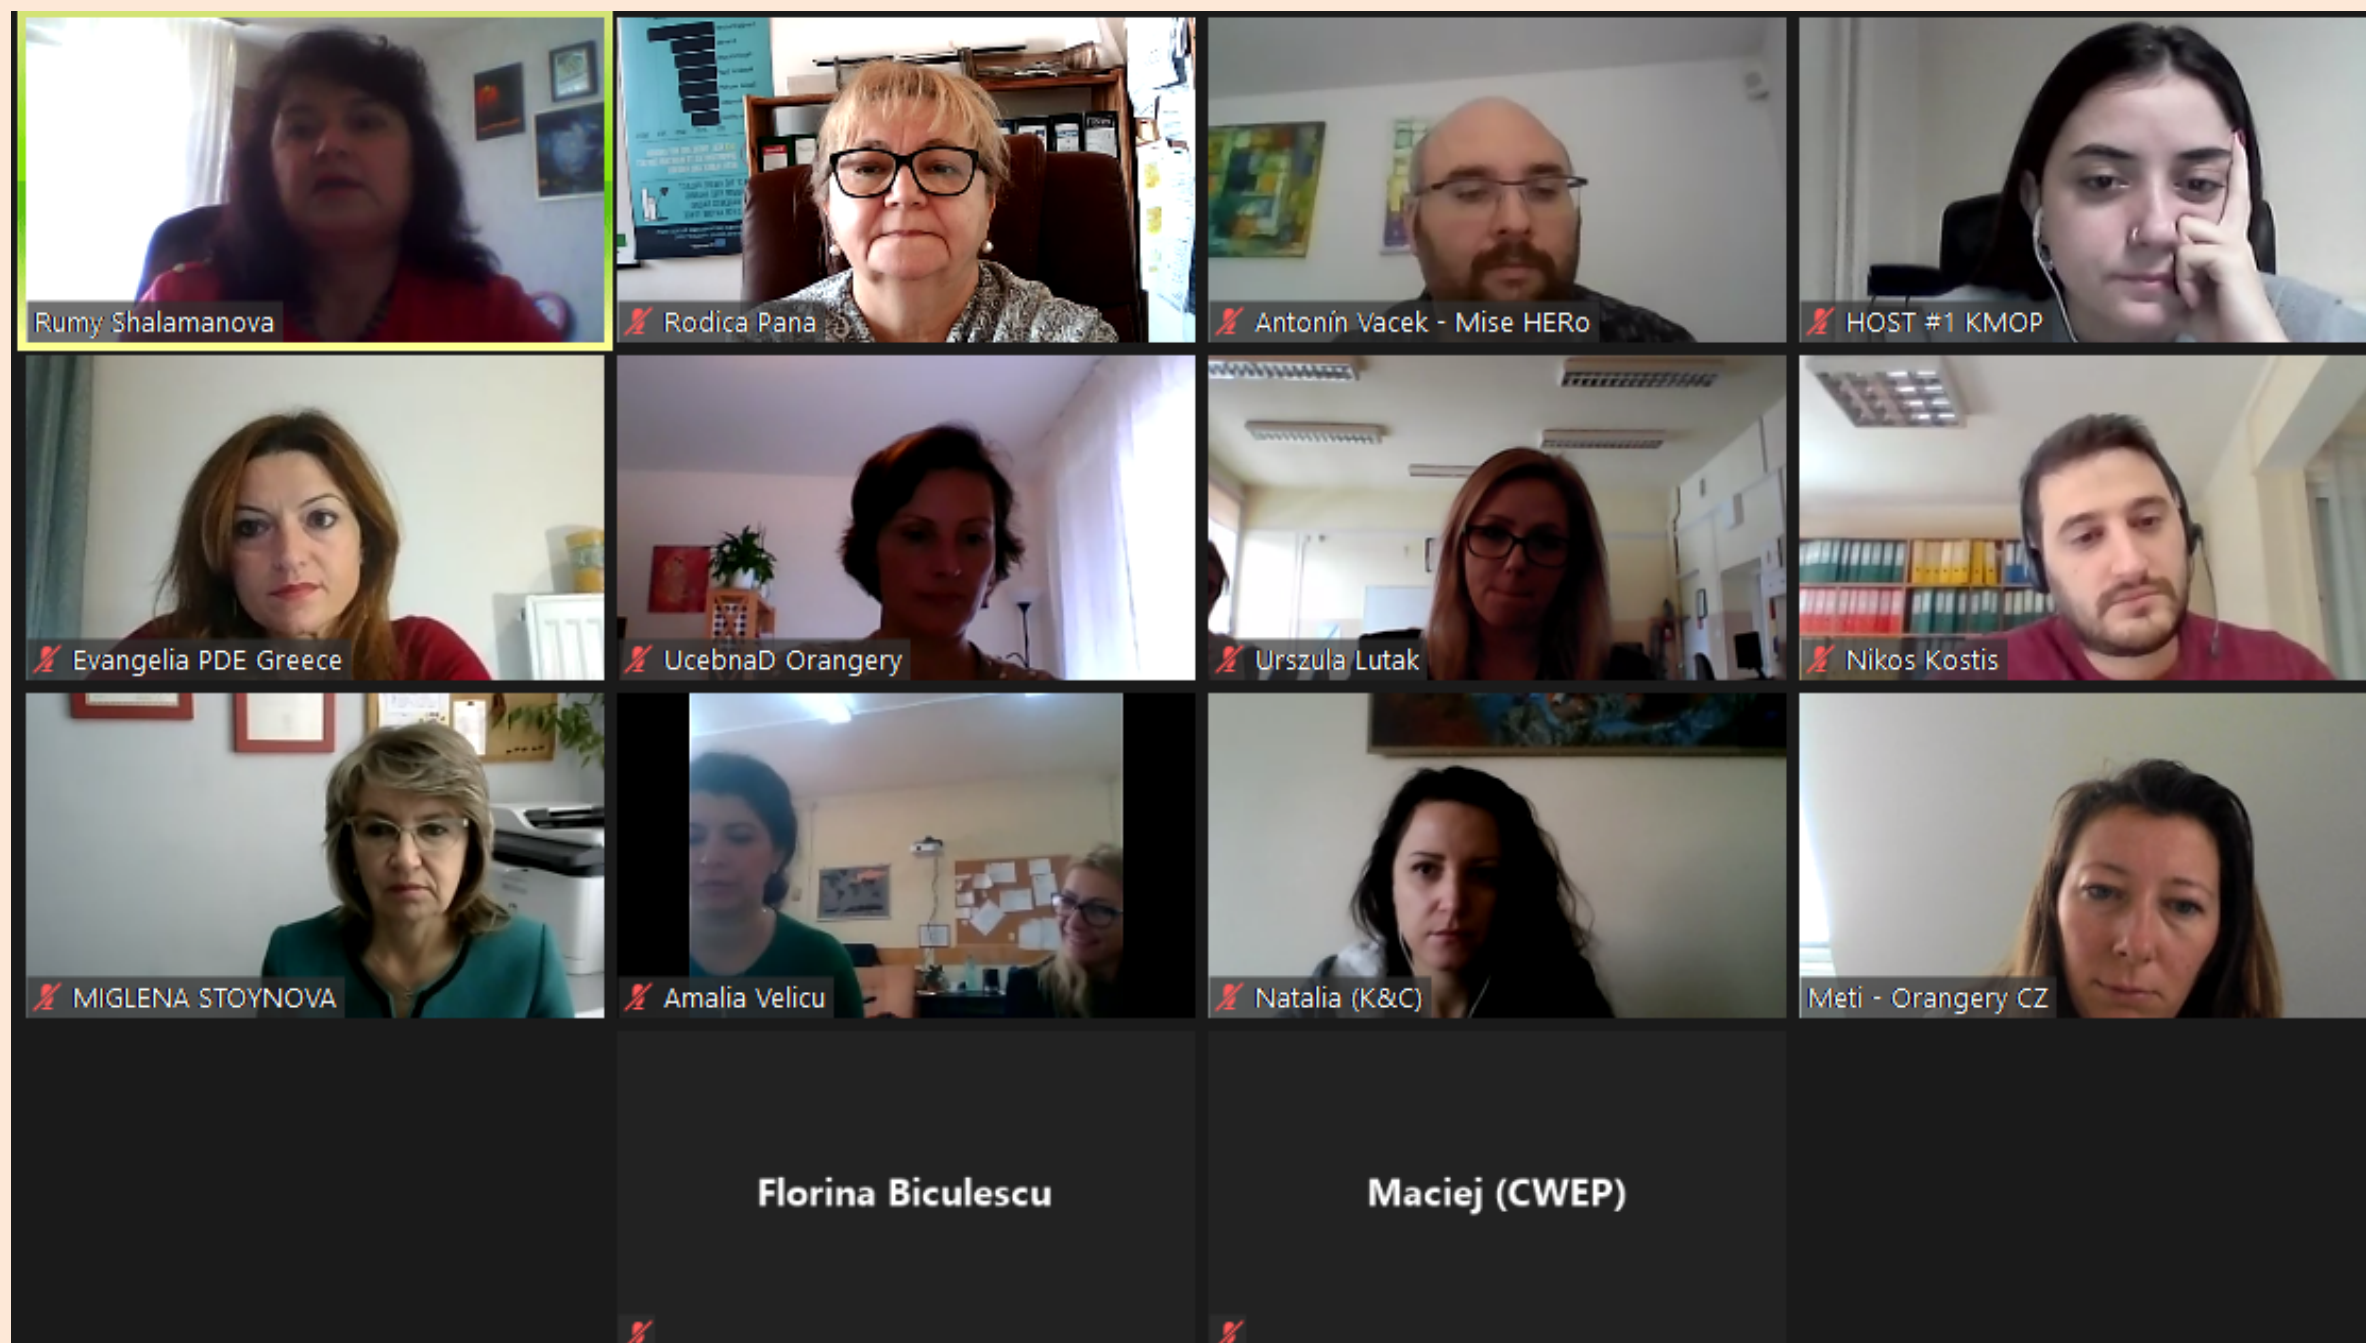 Rumy Shalamanova
Rodica Pana
Antonín Vacek - Mise HERo
HOST #1 KMOP
Evangelia PDE Greece
UcebnaD Orangery
Urszula Lutak
Nikos Kostis
MIGLENA STOYNOVA
Amalia Velicu
Natalia (K&C)
Meti - Orangery CZ
Florina Biculescu
Maciej (CWEP)